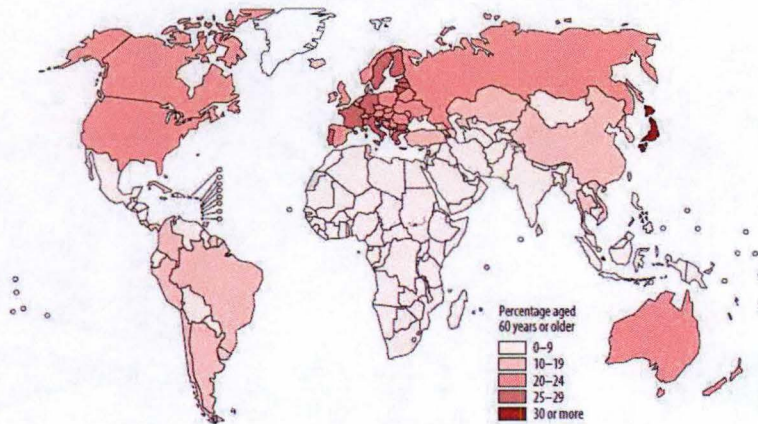 Percentage aged
60 years or older
0–9
10–19
20–24
25–29
30 or more